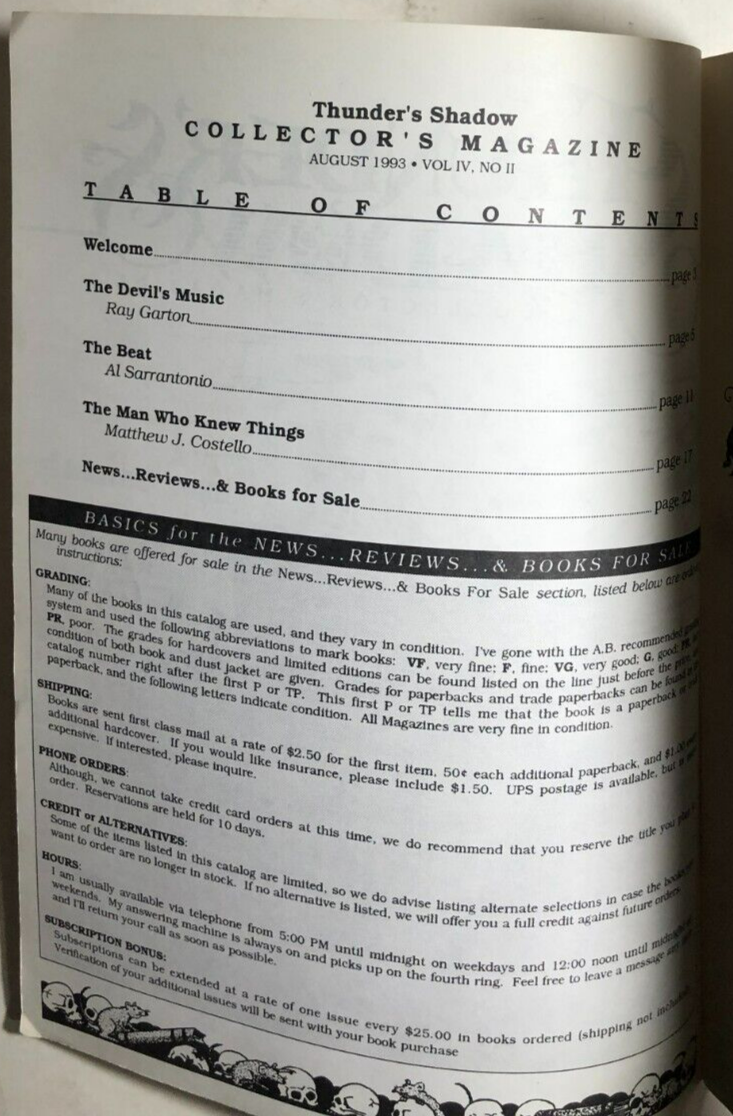 Thunder's Shadow
COLLECTOR'S MAGAZINE
AUGUST 1993 • VOL IV, NO II
TABLE OF CONTENTS
Welcome page 3
The Devil's Music
Ray Garton page 5
The Beat
Al Sarrantonio page 11
The Man Who Knew Things
Matthew J. Costello page 17
News...Reviews...& Books for Sale page 22
BASICS for the NEWS...REVIEWS...& BOOKS FOR SALE
Many books are offered for sale in the News...Reviews...& Books For Sale section, listed below are
instructions:
GRADING:
Many of the books in this catalog are used, and they vary in condition. I've gone with the A.B. recommended
system and used the following abbreviations to mark books: VF, very fine; F, fine; VG, very good; G, good;
PR, poor. The grades for hardcovers and limited editions can be found listed on the line just before the
condition of both book and dust jacket are given. Grades for paperbacks and trade paperbacks can be found
catalog number right after the first P or TP. This first P or TP tells me that the book is a paperback or
paperback, and the following letters indicate condition. All Magazines are very fine in condition.
SHIPPING:
Books are sent first class mail at a rate of $2.50 for the first item, 50¢ each additional paperback, and $1.00
additional hardcover. If you would like insurance, please include $1.50. UPS postage is available, but
expensive. If interested, please inquire.
PHONE ORDERS:
Although, we cannot take credit card orders at this time, we do recommend that you reserve the title you
order. Reservations are held for 10 days.
CREDIT or ALTERNATIVES:
Some of the items listed in this catalog are limited, so we do advise listing alternate selections in case the books
want to order are no longer in stock. If no alternative is listed, we will offer you a full credit against future orders.
HOURS:
I am usually available via telephone from 5:00 PM until midnight on weekdays and 12:00 noon until midnight
weekends. My answering machine is always on and picks up on the fourth ring. Feel free to leave a message
and I'll return your call as soon as possible.
SUBSCRIPTION BONUS:
Subscriptions can be extended at a rate of one issue every $25.00 in books ordered (shipping not included).
Verification of your additional issues will be sent with your book purchase